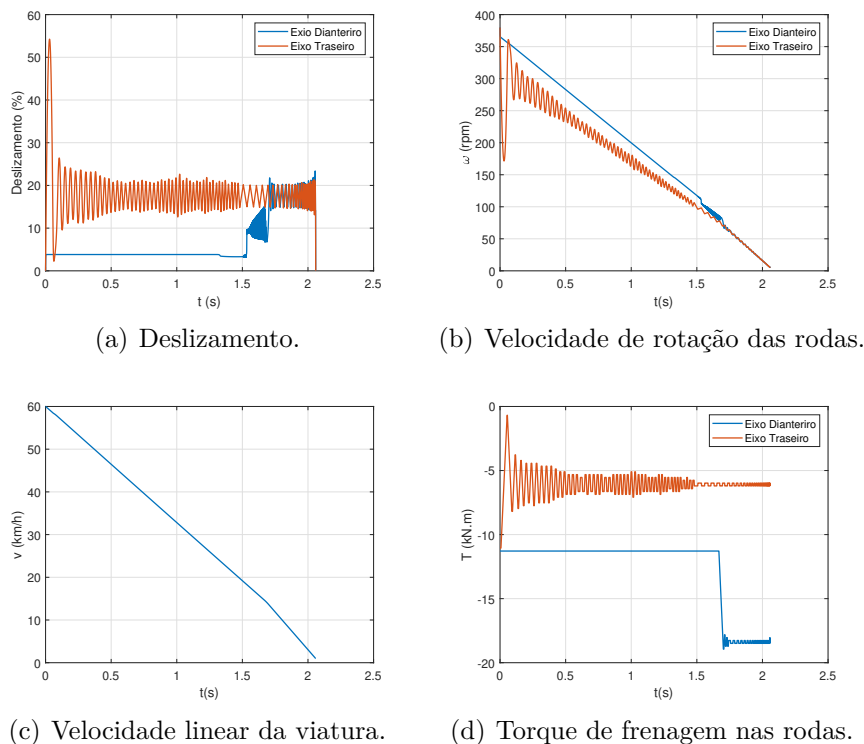 60
50
40
30
20
10
0
Deslizamento (%)
0 0.5 1 1.5 2 2.5
t (s)
Exio Dianteriro
Eixo Traseiro
(a) Deslizamento.
400
350
300
250
200
150
100
50
0
ω (rpm)
0 0.5 1 1.5 2 2.5
t(s)
Eixo Dianteiro
Eixo Traseiro
(b) Velocidade de rotação das rodas.
60
50
40
30
20
10
0
v (km/h)
0 0.5 1 1.5 2 2.5
t(s)
(c) Velocidade linear da viatura.
0
-5
-10
-15
-20
T (kN.m)
0 0.5 1 1.5 2 2.5
t(s)
Eixo Dianteiro
Eixo Traseiro
(d) Torque de frenagem nas rodas.